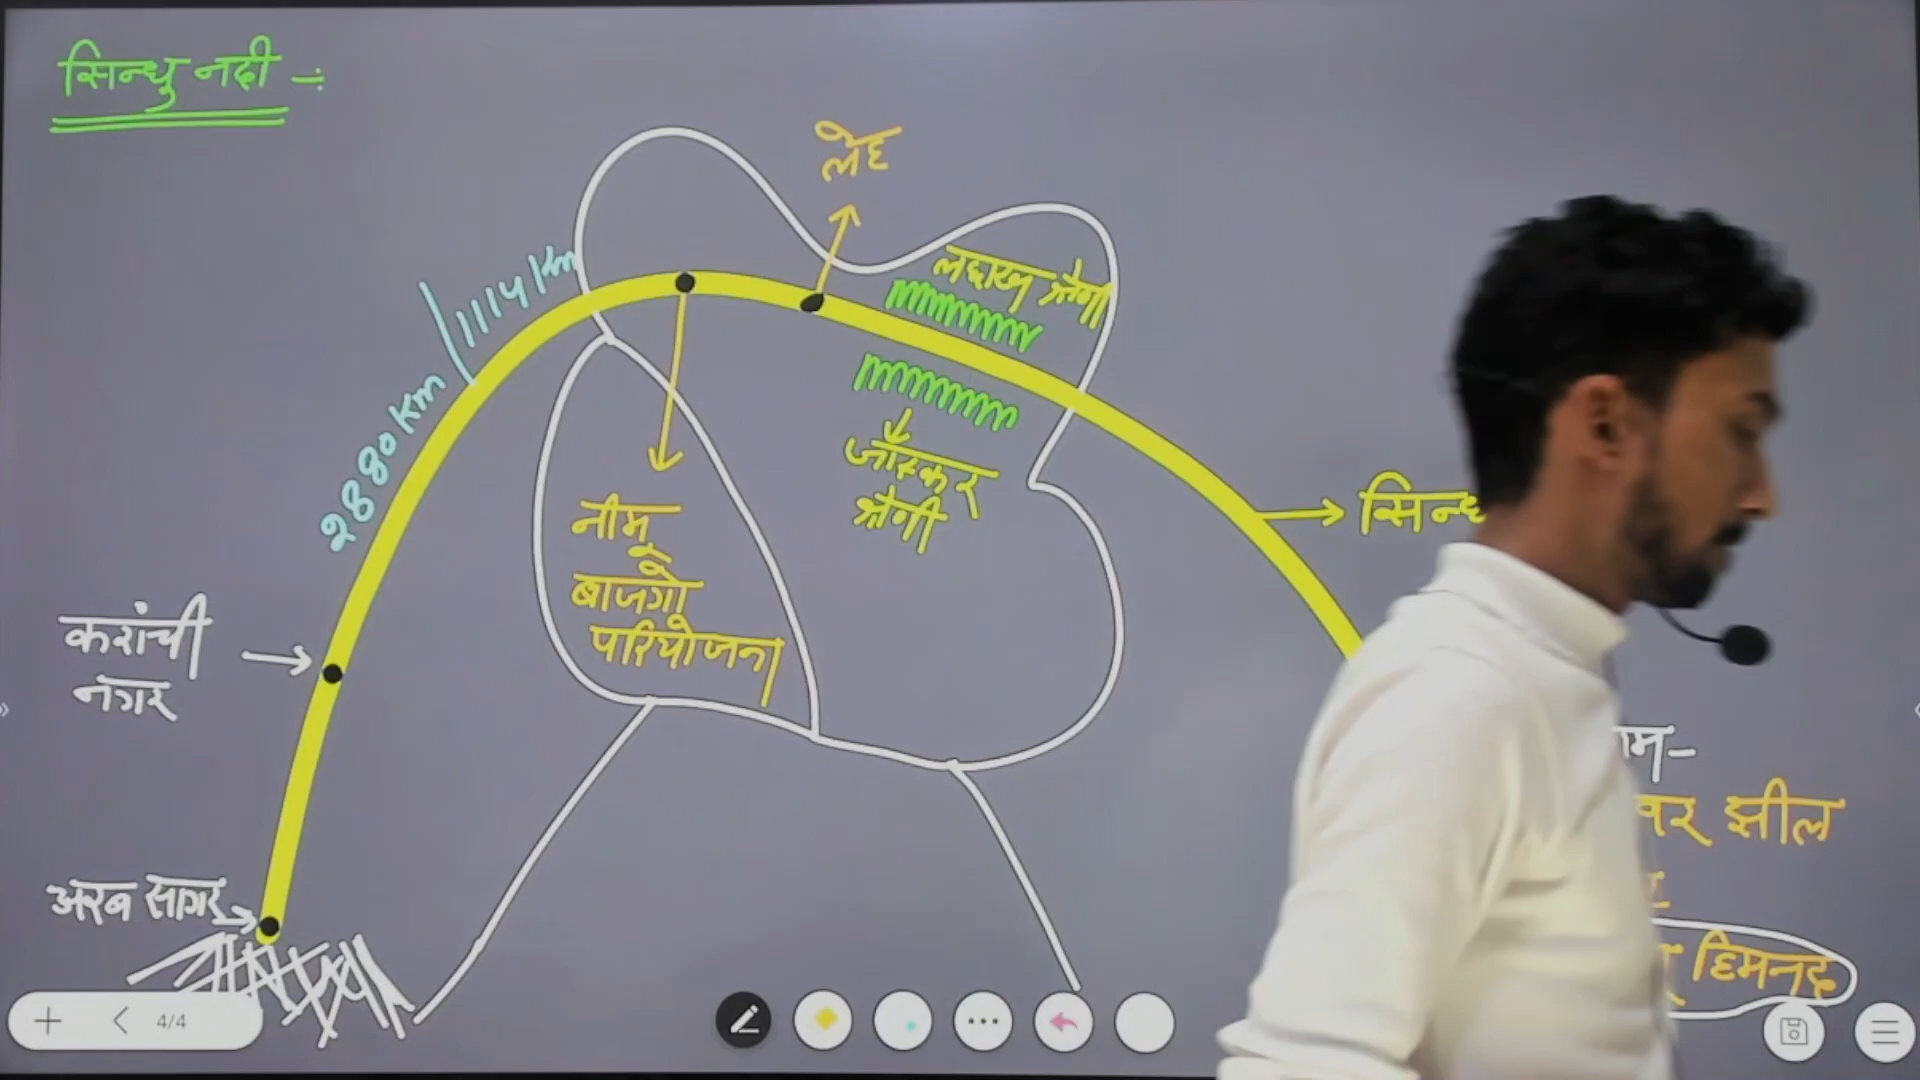 सिन्धु नदी -:
लेह
लद्दाख श्रेणी
1114 Km
2880 Km
जॉस्कर
श्रेणी
नीमू
बाजगो
परियोजना
करांची
नगर
अरब सागर
झील
हिमनद
4/4